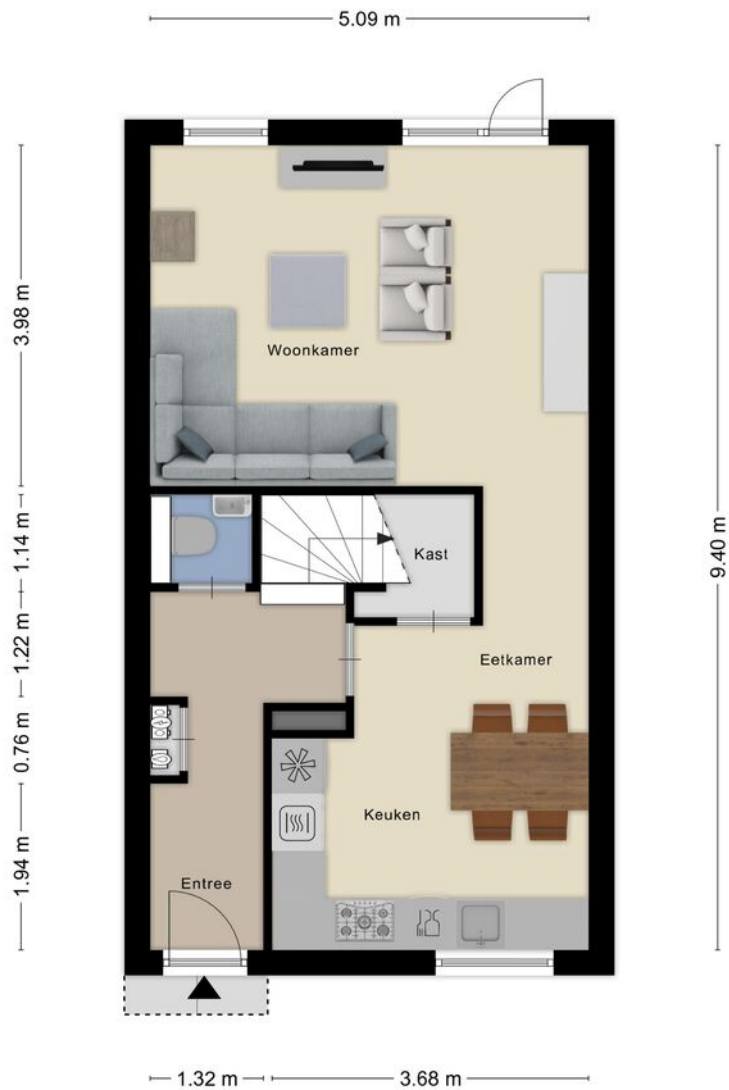 5.09 m
3.98 m
Woonkamer
1.14 m
Kast
9.40 m
1.22 m
Eetkamer
0.76 m
Keuken
1.94 m
Entree
1.32 m
3.68 m